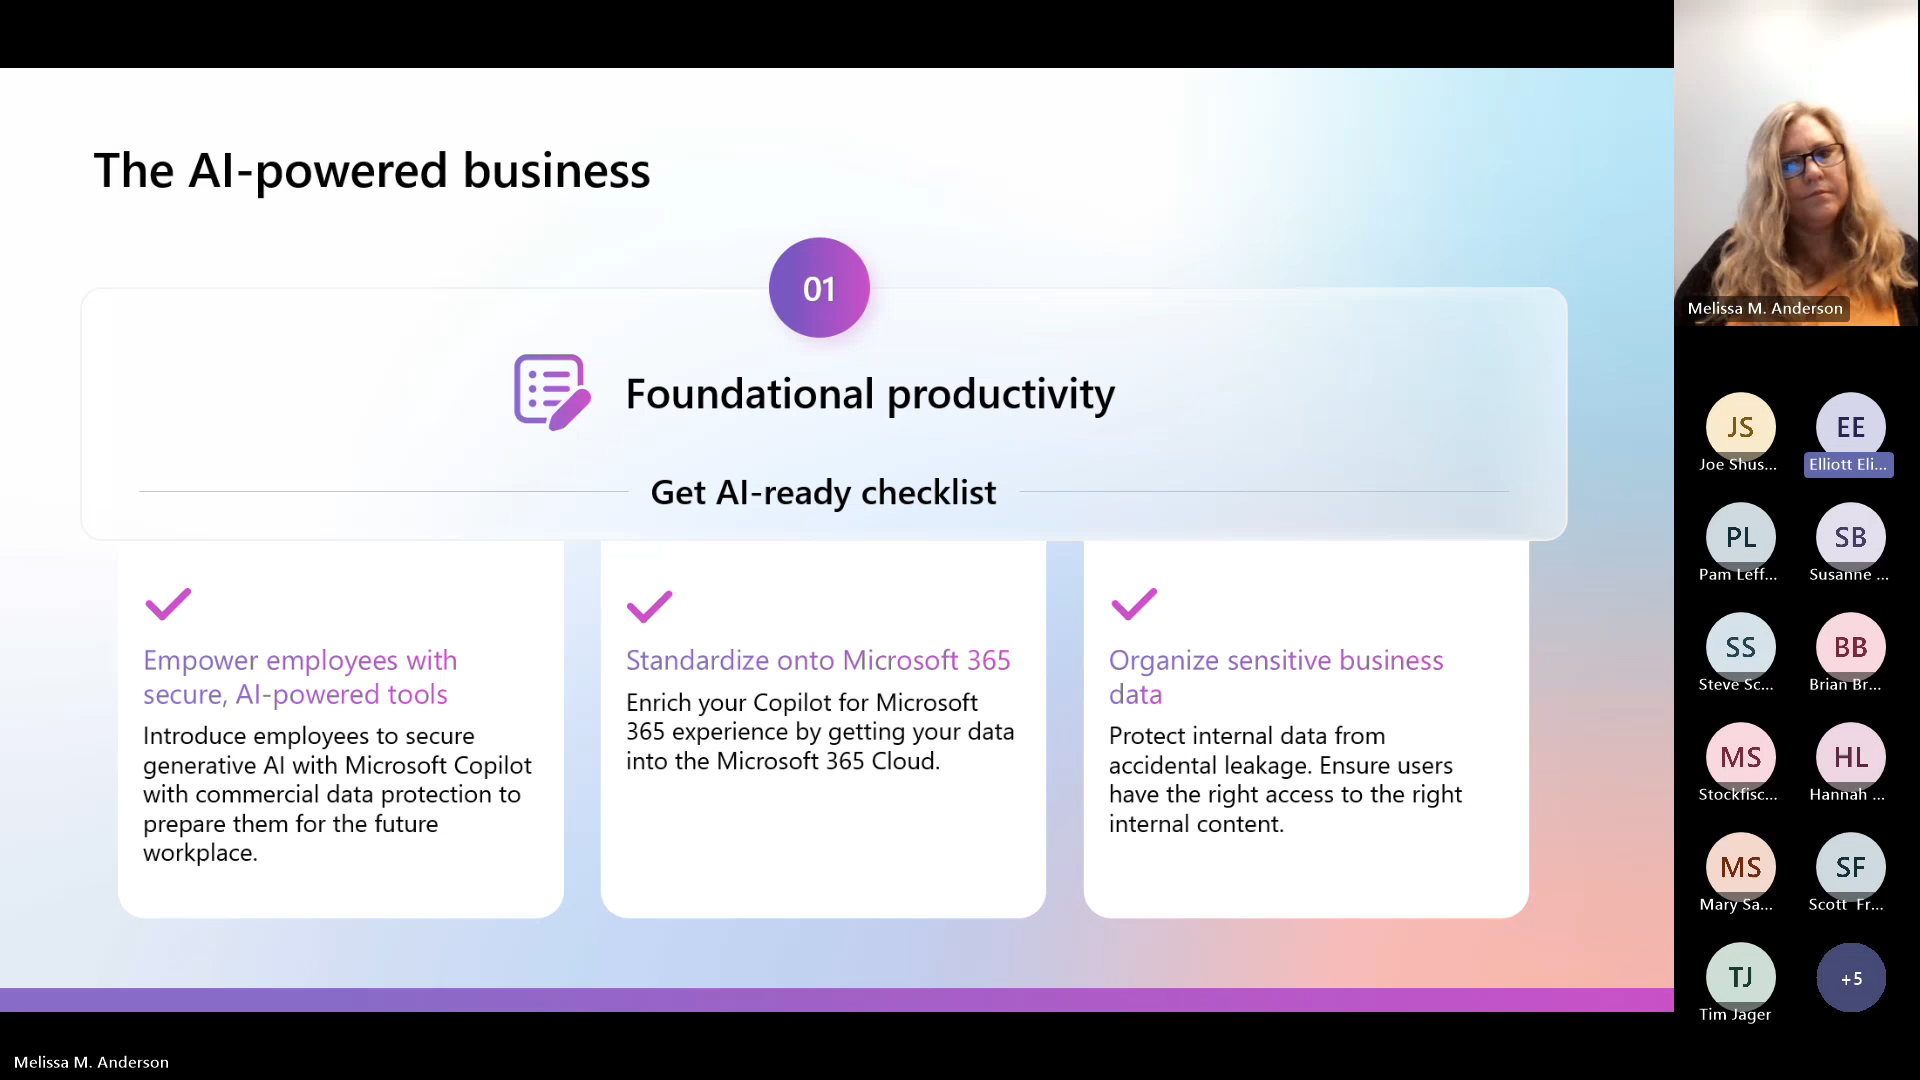 The AI-powered business
01
Foundational productivity
Get AI-ready checklist
Empower employees with
secure, AI-powered tools
Introduce employees to secure
generative AI with Microsoft Copilot
with commercial data protection to
prepare them for the future
workplace.
Standardize onto Microsoft 365
Enrich your Copilot for Microsoft
365 experience by getting your data
into the Microsoft 365 Cloud.
Organize sensitive business
data
Protect internal data from
accidental leakage. Ensure users
have the right access to the right
internal content.
Melissa M. Anderson
JS
Joe Shus...
EE
Elliott Eli...
PL
Pam Leff...
SB
Susanne ...
SS
Steve Sc...
BB
Brian Br...
MS
Stockfisc...
HL
Hannah ...
MS
Mary Sa...
SF
Scott Fr...
TJ
Tim Jager
+5
Melissa M. Anderson